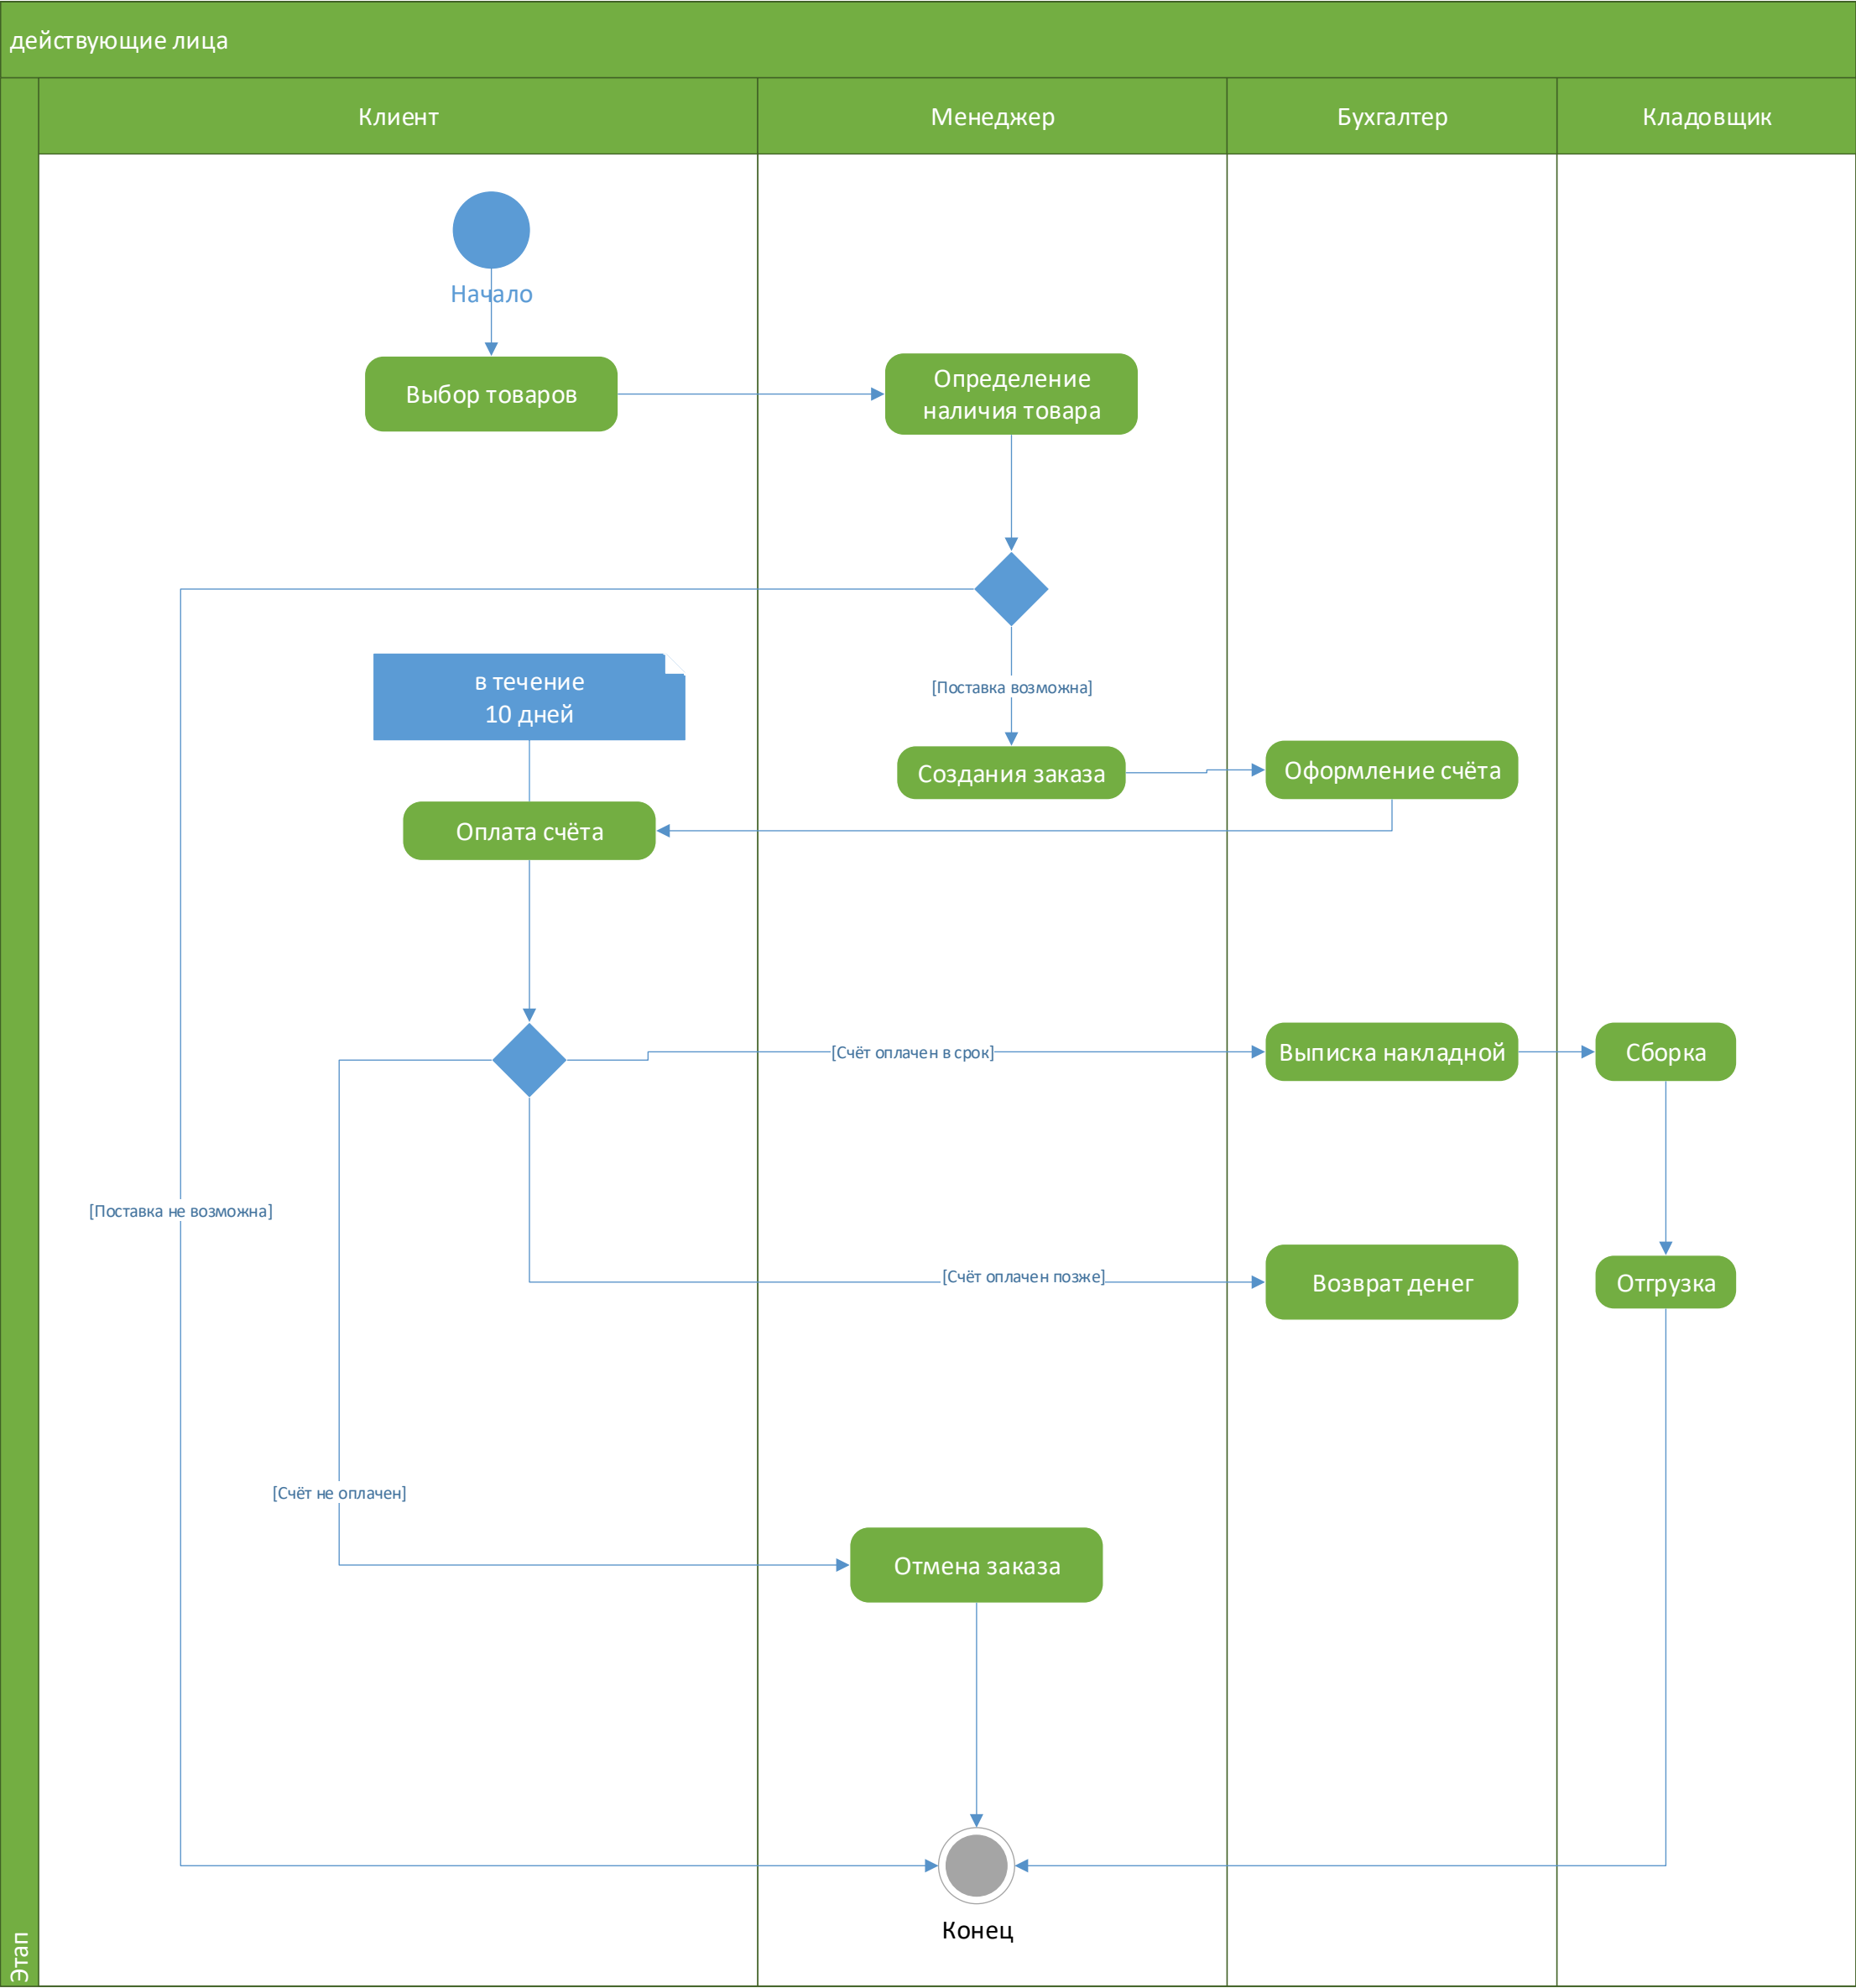 действующие лица
Клиент
Менеджер
Бухгалтер
Кладовщик
Начало
Выбор товаров
Определение
наличия товара
в течение
10 дней
[Поставка возможна]
Создания заказа
Оформление счёта
Оплата счёта
[Счёт оплачен в срок]
Выписка накладной
Сборка
[Поставка не возможна]
[Счёт оплачен позже]
Возврат денег
Отгрузка
[Счёт не оплачен]
Отмена заказа
Конец
Этап